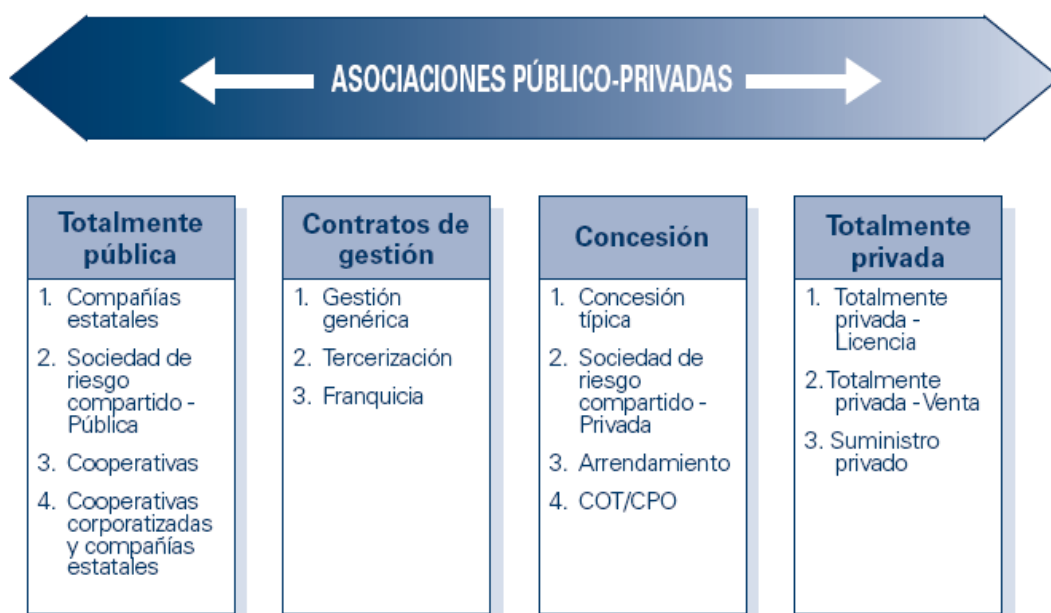 ASOCIACIONES PÚBLICO-PRIVADAS
Totalmente
pública
1. Compañías
estatales
2. Sociedad de
riesgo
compartido -
Pública
3. Cooperativas
4. Cooperativas
corporatizadas
y compañías
estatales
Contratos de
gestión
1. Gestión
genérica
2. Tercerización
3. Franquicia
Concesión
1. Concesión
típica
2. Sociedad de
riesgo
compartido -
Privada
3. Arrendamiento
4. COT/CPO
Totalmente
privada
1. Totalmente
privada -
Licencia
2. Totalmente
privada - Venta
3. Suministro
privado